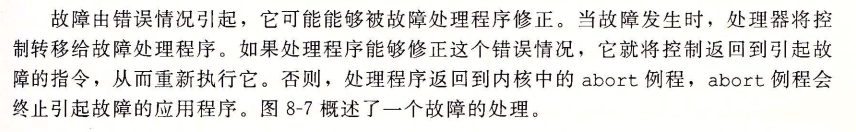 故障由错误情况引起，它可能能够被故障处理程序修正。当故障发生时，处理器将控
制转移给故障处理程序。如果处理程序能够修正这个错误情况，它就将控制返回到引起故
障的指令，从而重新执行它。否则，处理程序返回到内核中的 abort 例程，abort 例程会
终止引起故障的应用程序。图 8-7 概述了一个故障的处理。